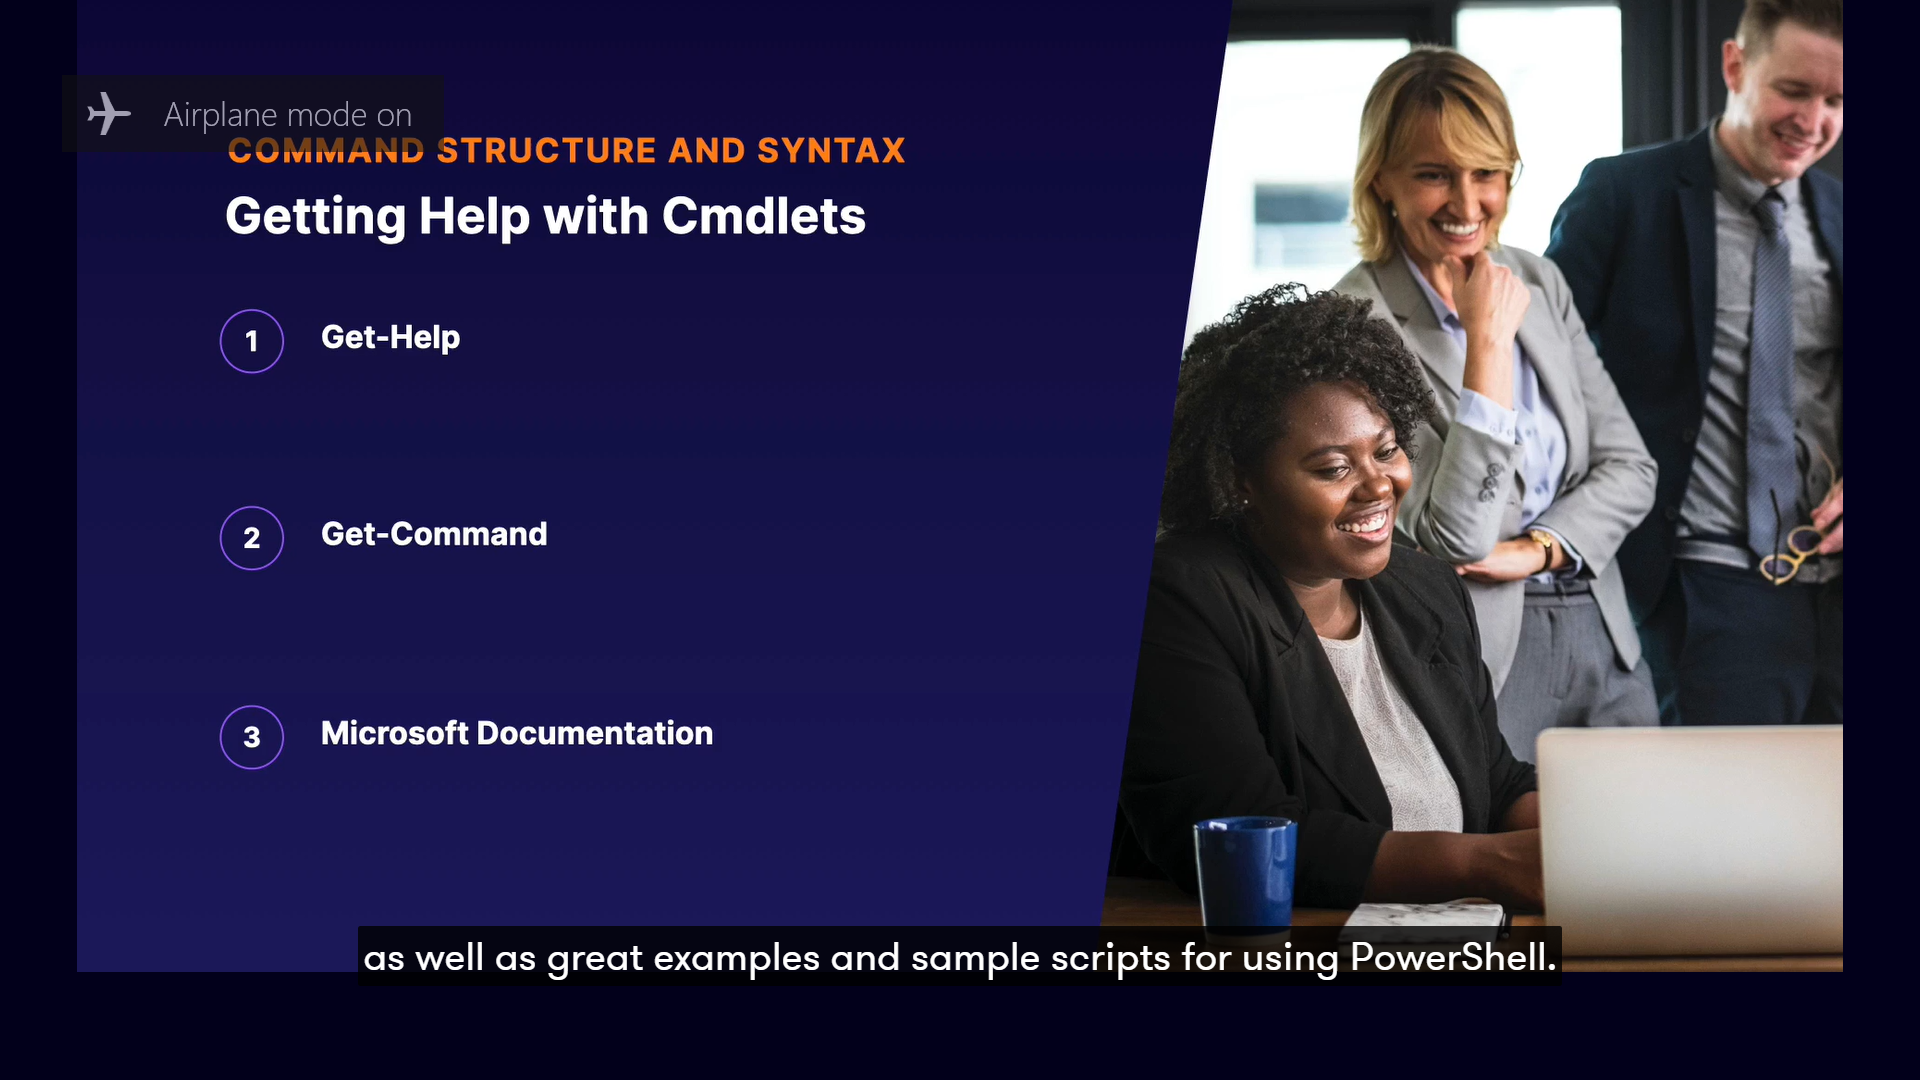 Airplane mode on
COMMAND STRUCTURE AND SYNTAX
Getting Help with Cmdlets
1 Get-Help
2 Get-Command
3 Microsoft Documentation
as well as great examples and sample scripts for using PowerShell.